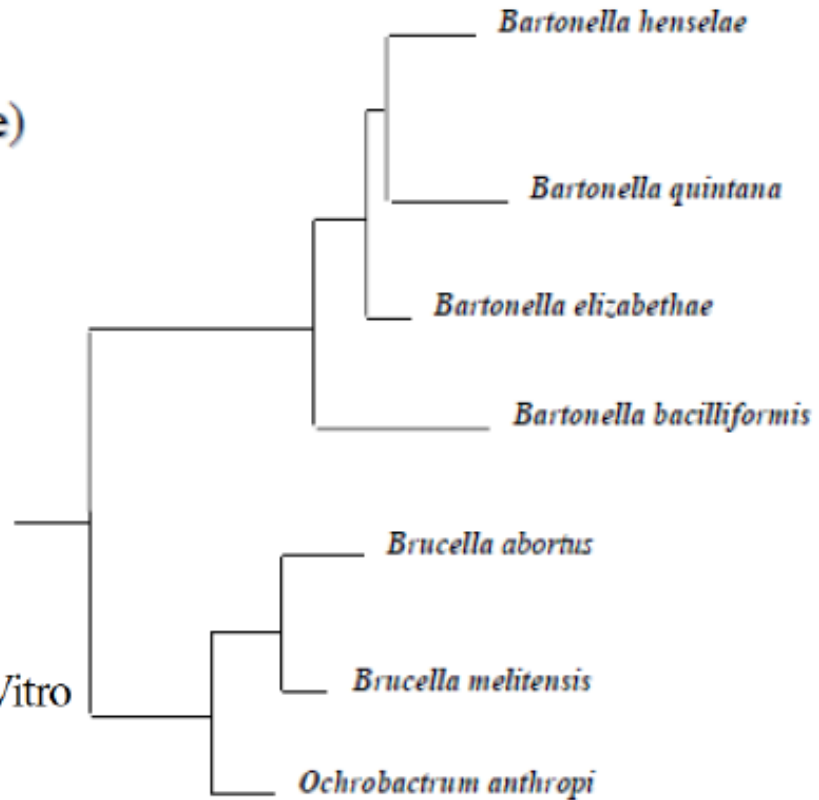 Bartonella henselae
e)
Bartonella quintana
Bartonella elizabethae
Bartonella bacilliformis
Brucella abortus
Brucella melitensis
Vitro
Ochrobactrum anthropi